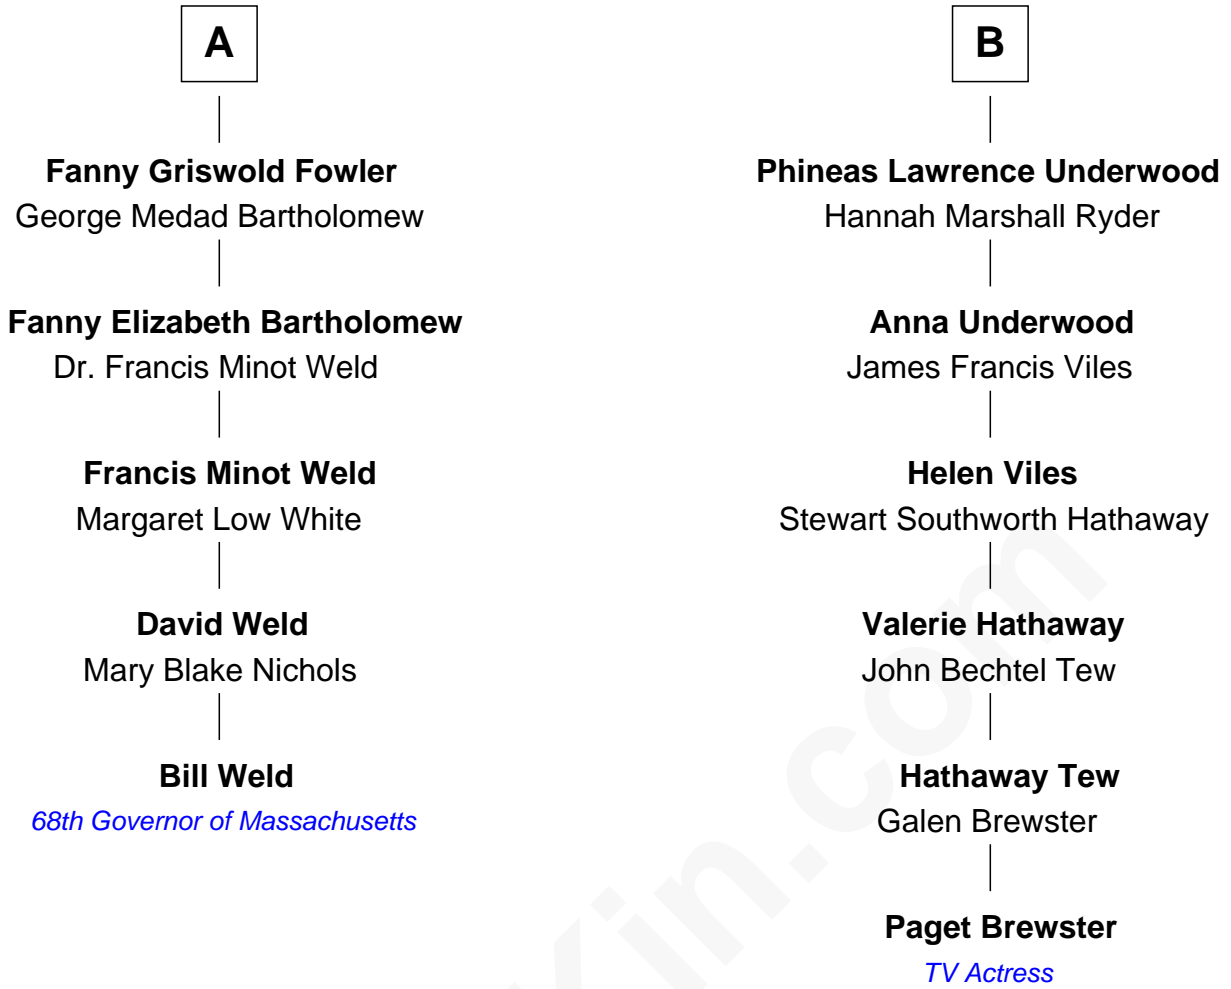 A
Fanny Griswold Fowler
George Medad Bartholomew
Fanny Elizabeth Bartholomew
Dr. Francis Minot Weld
Francis Minot Weld
Margaret Low White
David Weld
Mary Blake Nichols
Bill Weld
68th Governor of Massachusetts
B
Phineas Lawrence Underwood
Hannah Marshall Ryder
Anna Underwood
James Francis Viles
Helen Viles
Stewart Southworth Hathaway
Valerie Hathaway
John Bechtel Tew
Hathaway Tew
Galen Brewster
Paget Brewster
TV Actress
Kin.com